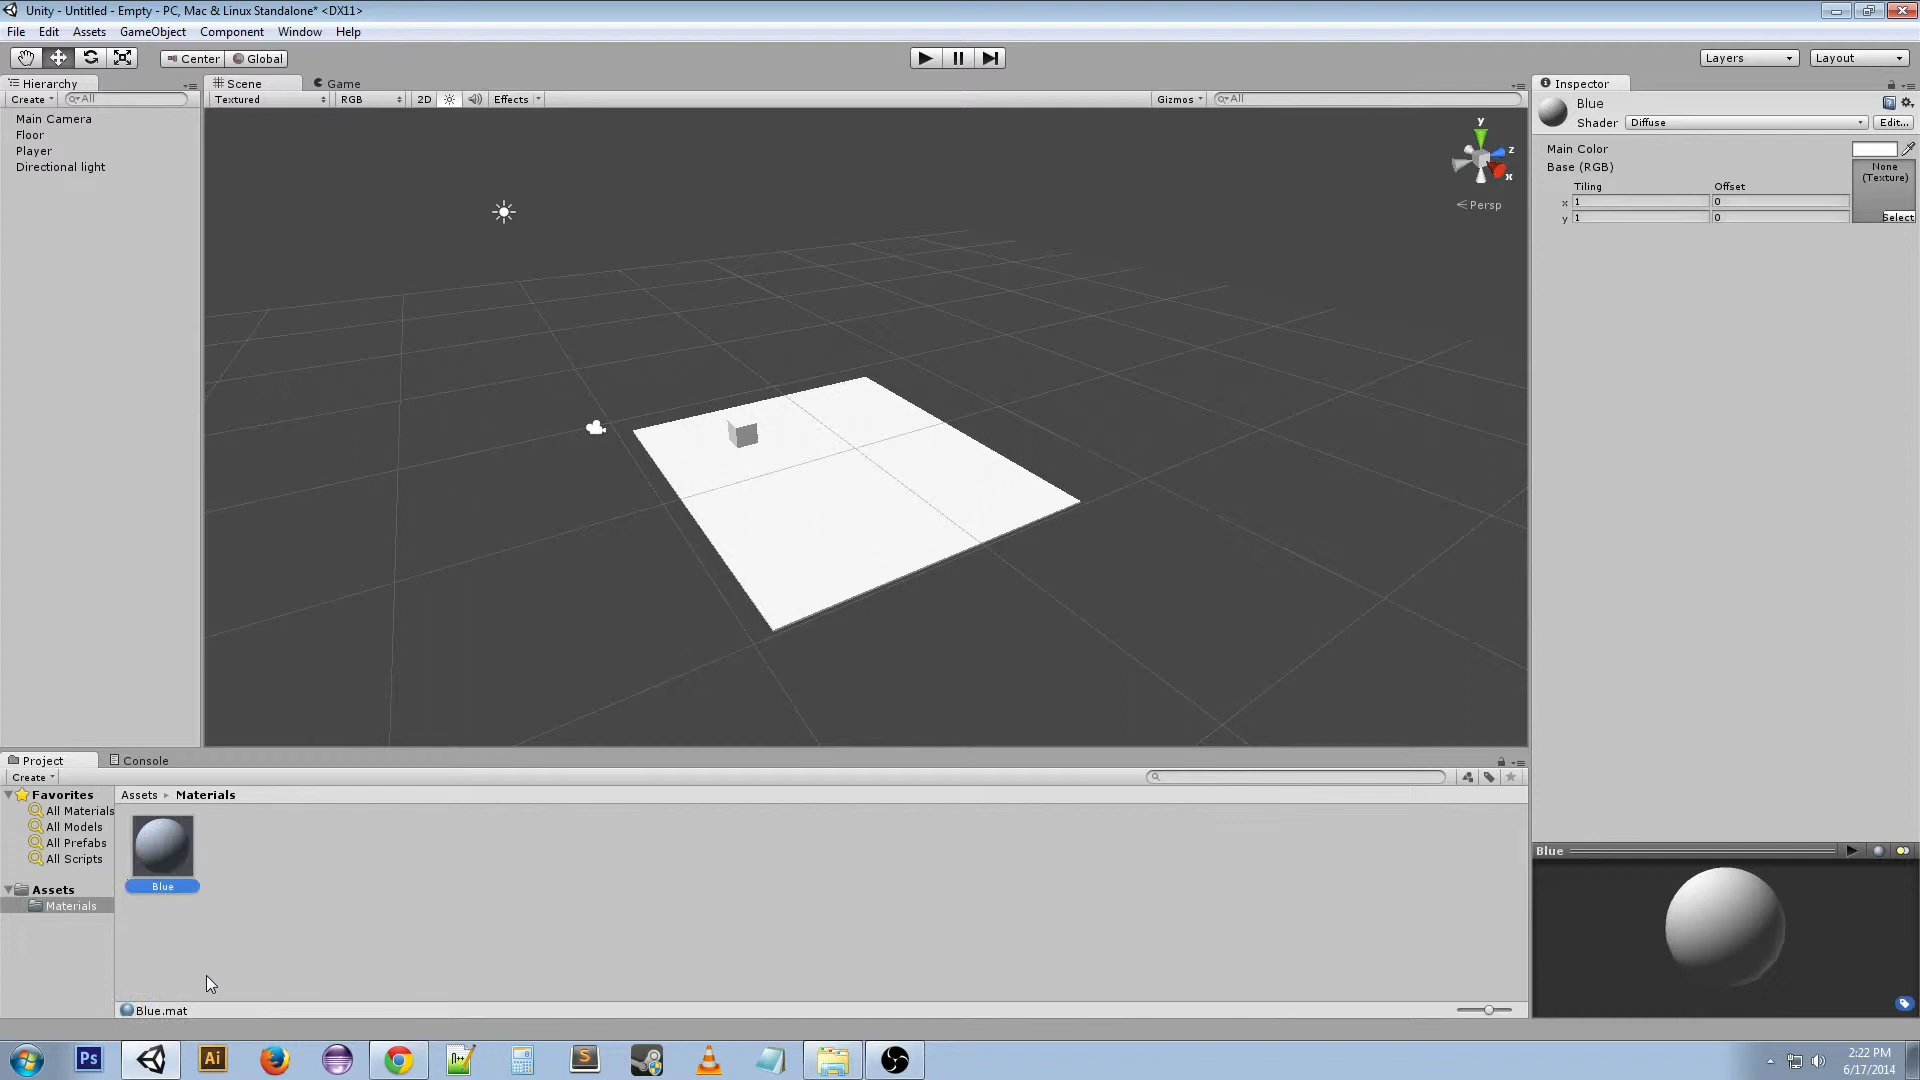 Unity - Untitled - Empty - PC, Mac & Linux Standalone* <DX11>
File Edit Assets GameObject Component Window Help
Center Global
Layers Layout
Hierarchy
Create All
Main Camera
Floor
Player
Directional light
Scene Game
Textured RGB 2D Effects Gizmos All
y
z
x
Persp
Inspector
Blue
Shader Diffuse Edit...
Main Color
Base (RGB)
None
(Texture)
Tiling Offset
x 1 0
y 1 0
Select
Project Console
Create
Favorites
All Materials
All Models
All Prefabs
All Scripts
Assets
Materials
Assets Materials
Blue
Blue.mat
Blue
Ps
Ai
S
2:22 PM
6/17/2014